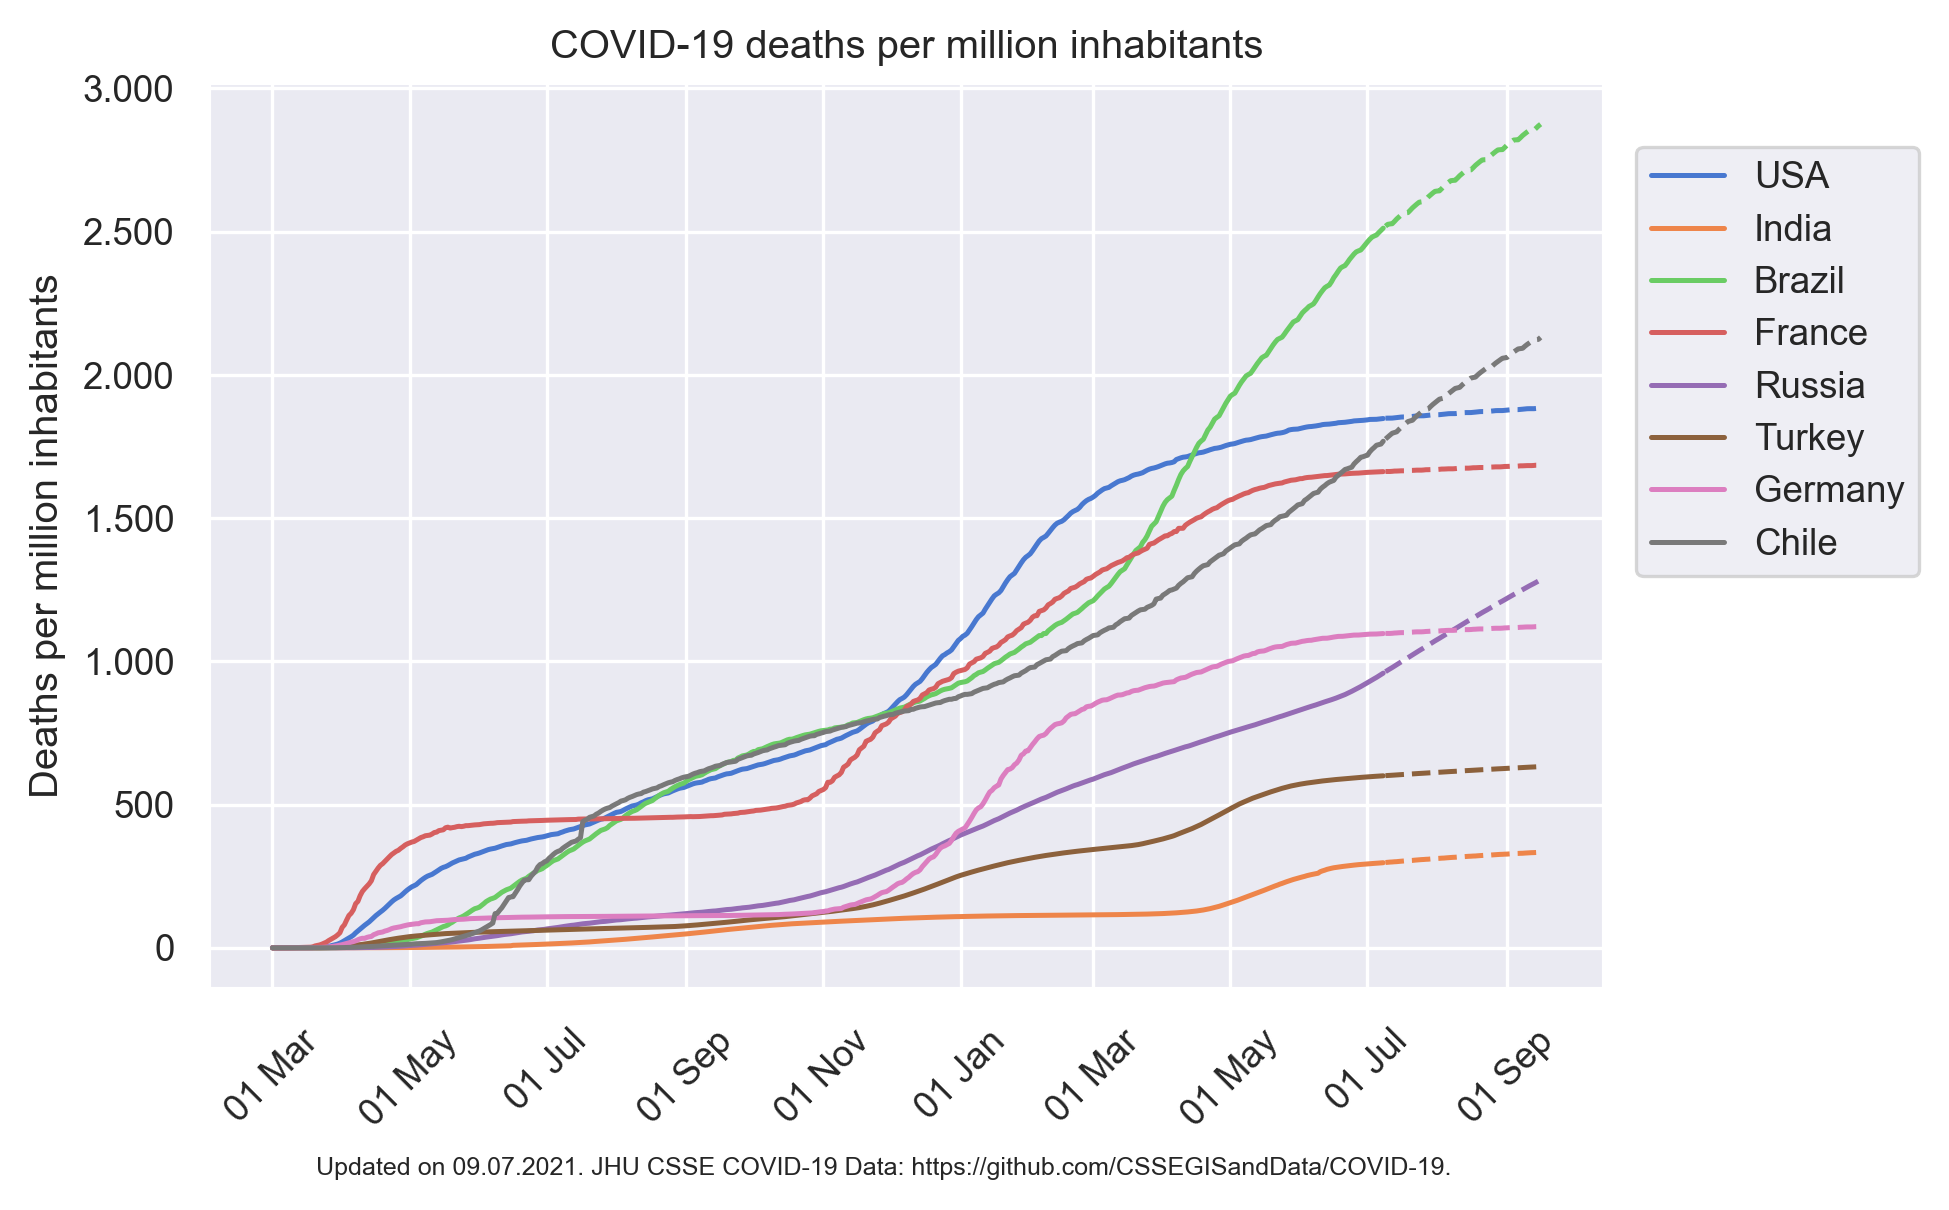 COVID-19 deaths per million inhabitants
3.000
2.500
2.000
1.500
1.000
500
0
Deaths per million inhabitants
USA
India
Brazil
France
Russia
Turkey
Germany
Chile
01 Mar
01 May
01 Jul
01 Sep
01 Nov
01 Jan
01 Mar
01 May
01 Jul
01 Sep
Updated on 09.07.2021. JHU CSSE COVID-19 Data: https://github.com/CSSEGISandData/COVID-19.